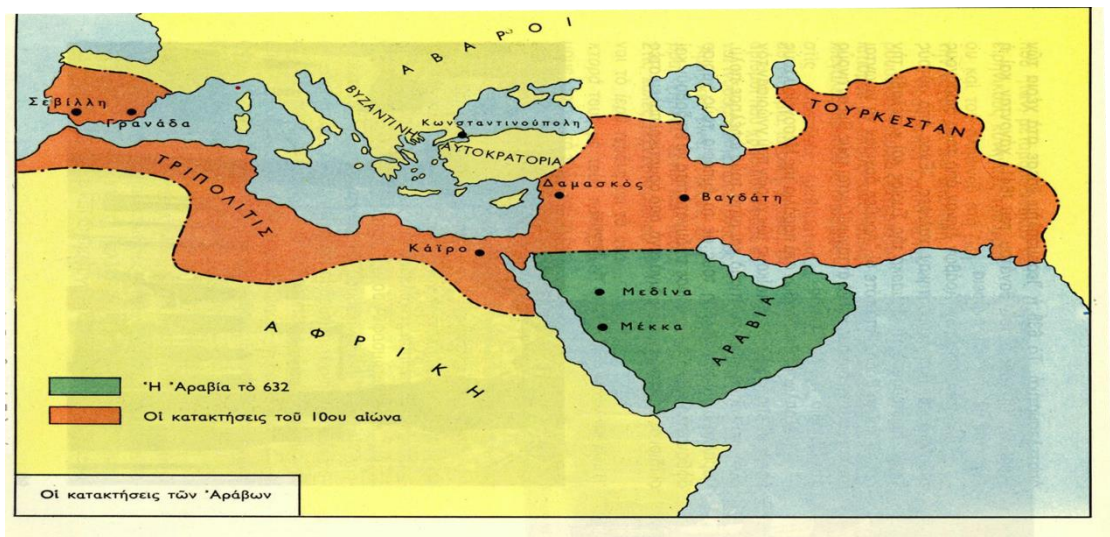 ΑΒΑΡΟΙ
ΒΥΖΑΝΤΙΝΗ
ΑΥΤΟΚΡΑΤΟΡΙΑ
Κωνσταντινούπολη
Σεβίλλη
Γρανάδα
ΤΡΙΠΟΛΙΤΙΣ
ΤΟΥΡΚΕΣΤΑΝ
Δαμασκός
Βαγδάτη
Κάϊρο
Μεδίνα
Μέκκα
ΑΡΑΒΙΑ
ΑΦΡΙΚΗ
Ἡ Ἀραβία τὸ 632
Οἱ κατακτήσεις τοῦ 10ου αἰώνα
Οἱ κατακτήσεις τῶν Ἀράβων